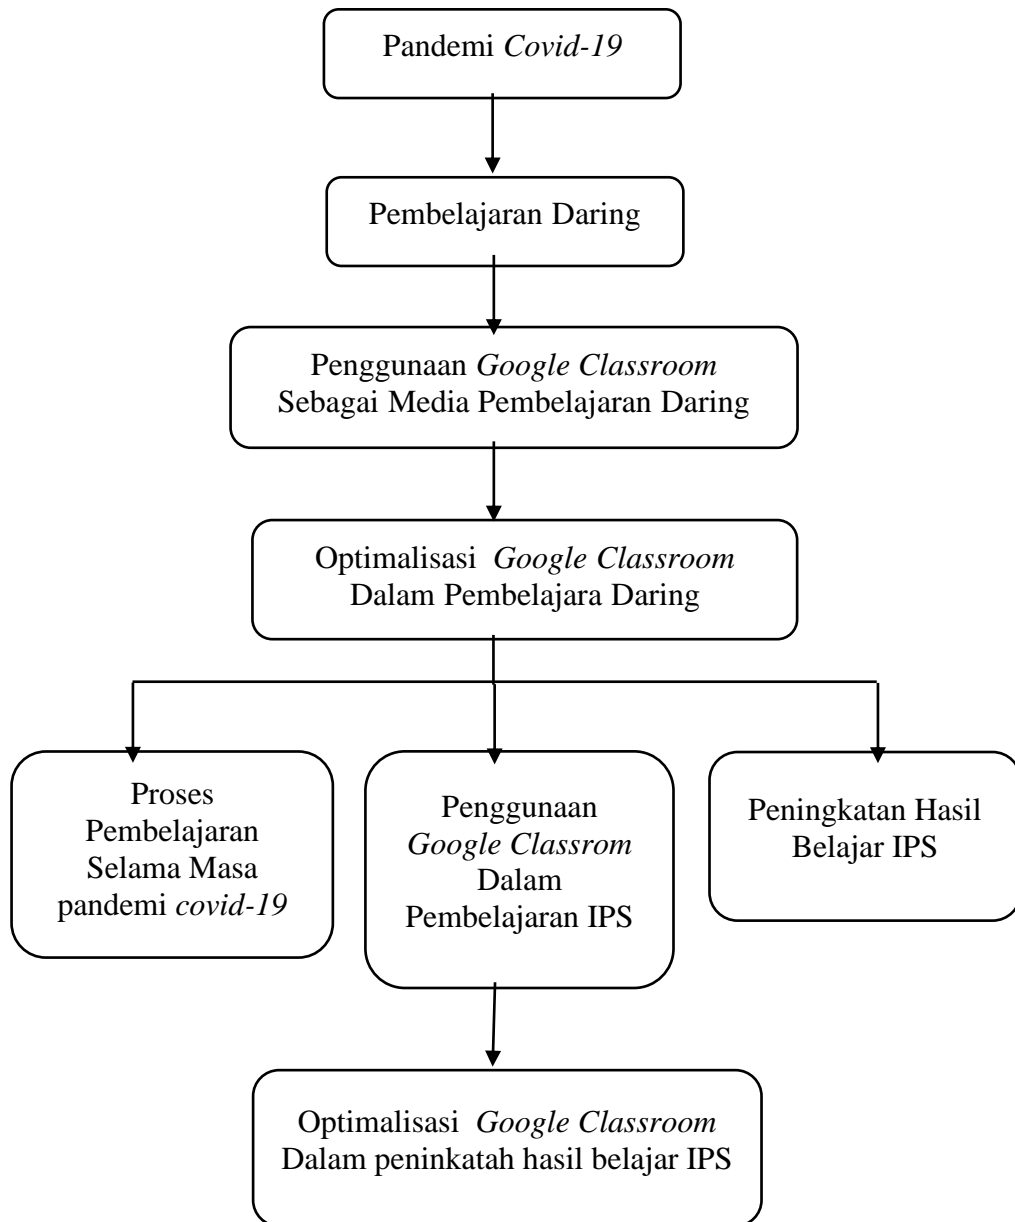 Pandemi Covid-19
Pembelajaran Daring
Penggunaan Google Classroom
Sebagai Media Pembelajaran Daring
Optimalisasi Google Classroom
Dalam Pembelajara Daring
Proses
Pembelajaran
Selama Masa
pandemi covid-19
Penggunaan
Google Classrom
Dalam
Pembelajaran IPS
Peningkatan Hasil
Belajar IPS
Optimalisasi Google Classroom
Dalam peninkatah hasil belajar IPS